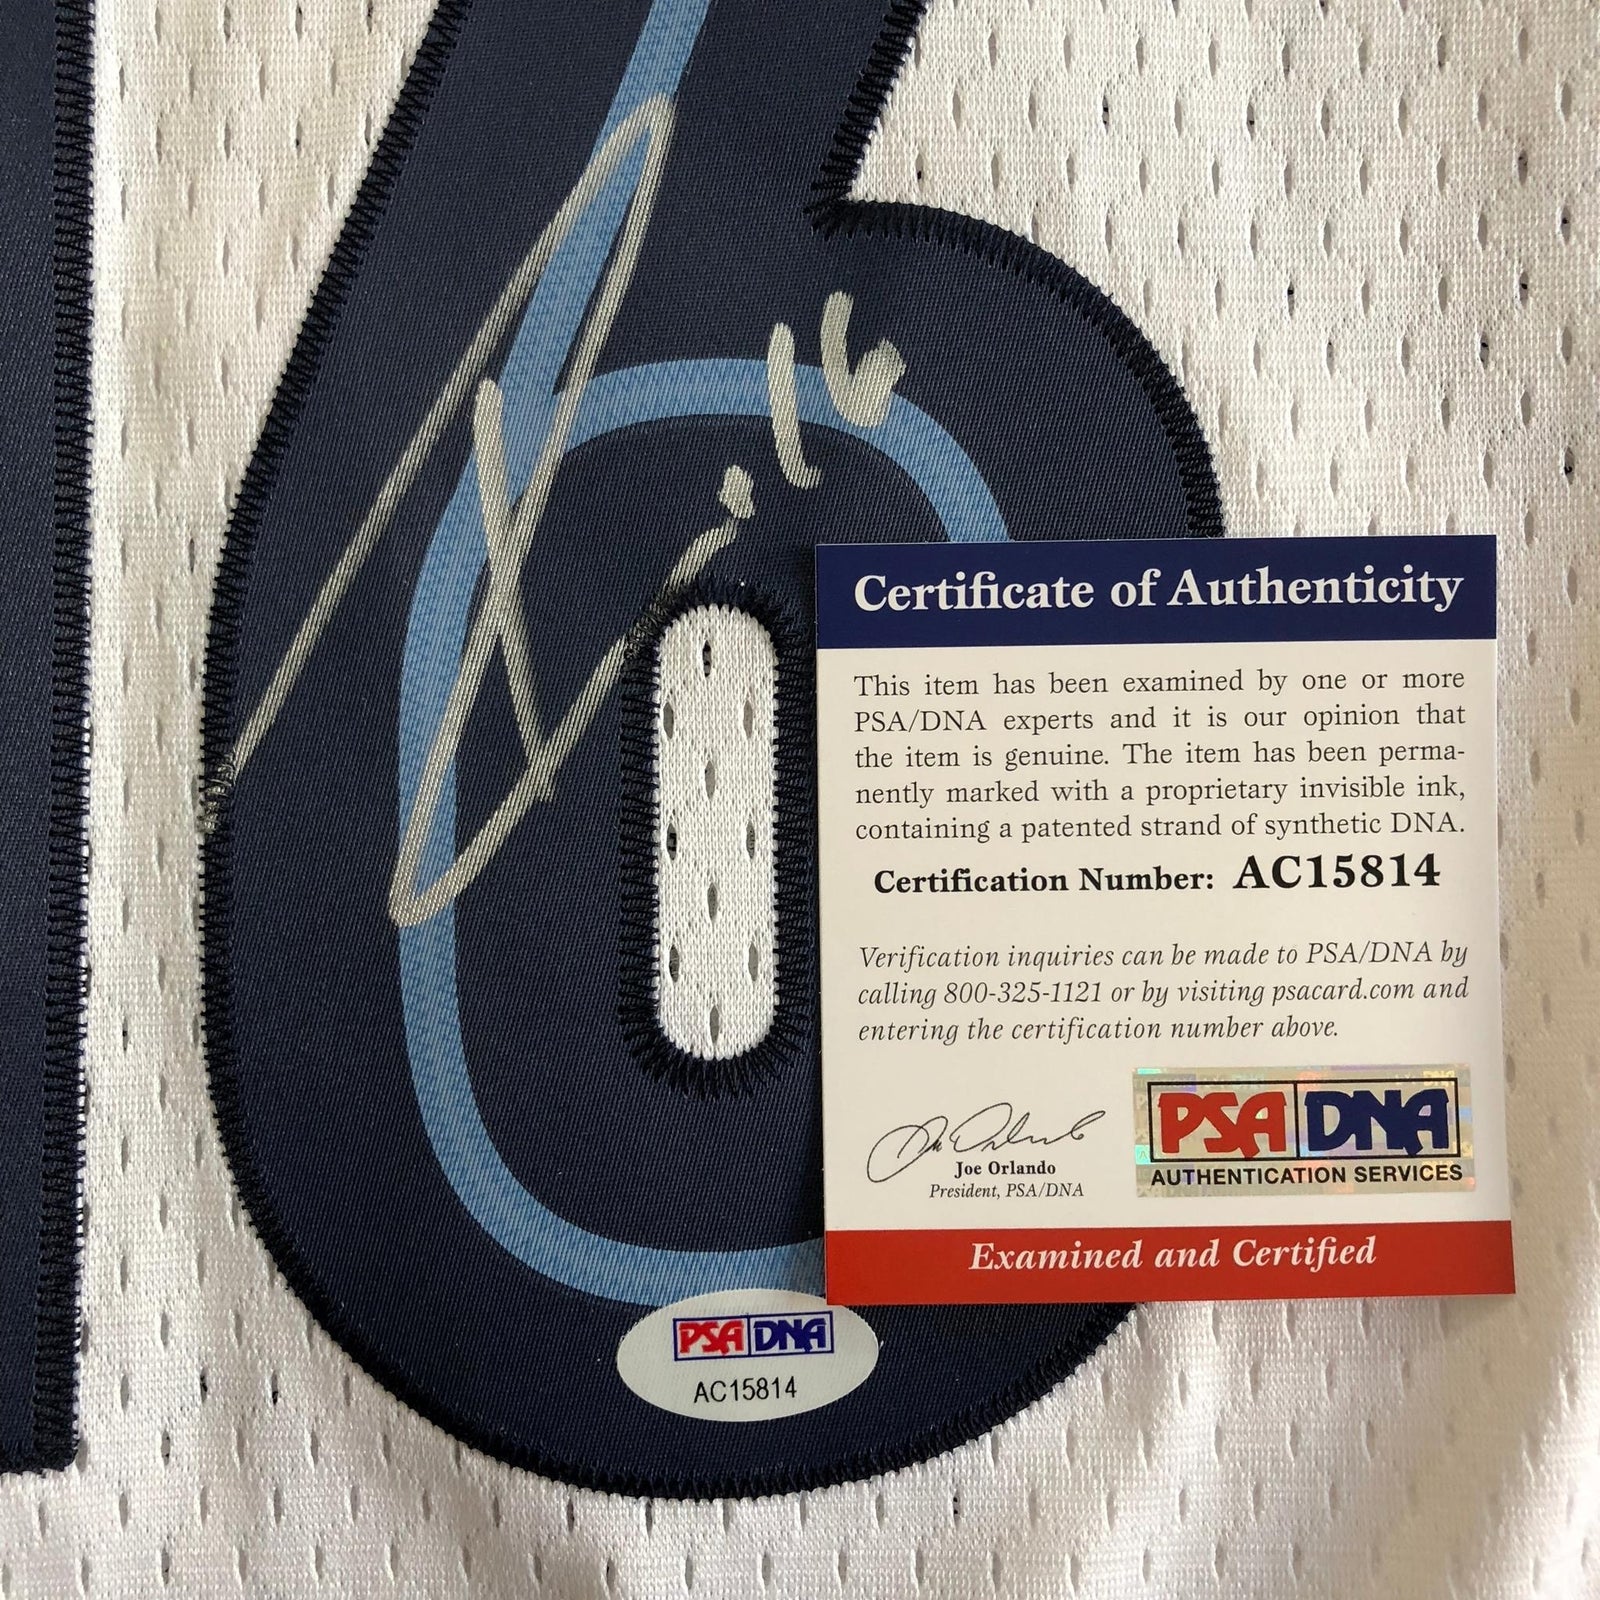 16
Certificate of Authenticity
This item has been examined by one or more
PSA/DNA experts and it is our opinion that
the item is genuine. The item has been perma-
nently marked with a proprietary invisible ink,
containing a patented strand of synthetic DNA.
Certification Number: AC15814
Verification inquiries can be made to PSA/DNA by
calling 800-325-1121 or by visiting psacard.com and
entering the certification number above.
Joe Orlando
President, PSA/DNA
PSA DNA
AUTHENTICATION SERVICES
Examined and Certified
PSA DNA
AC15814